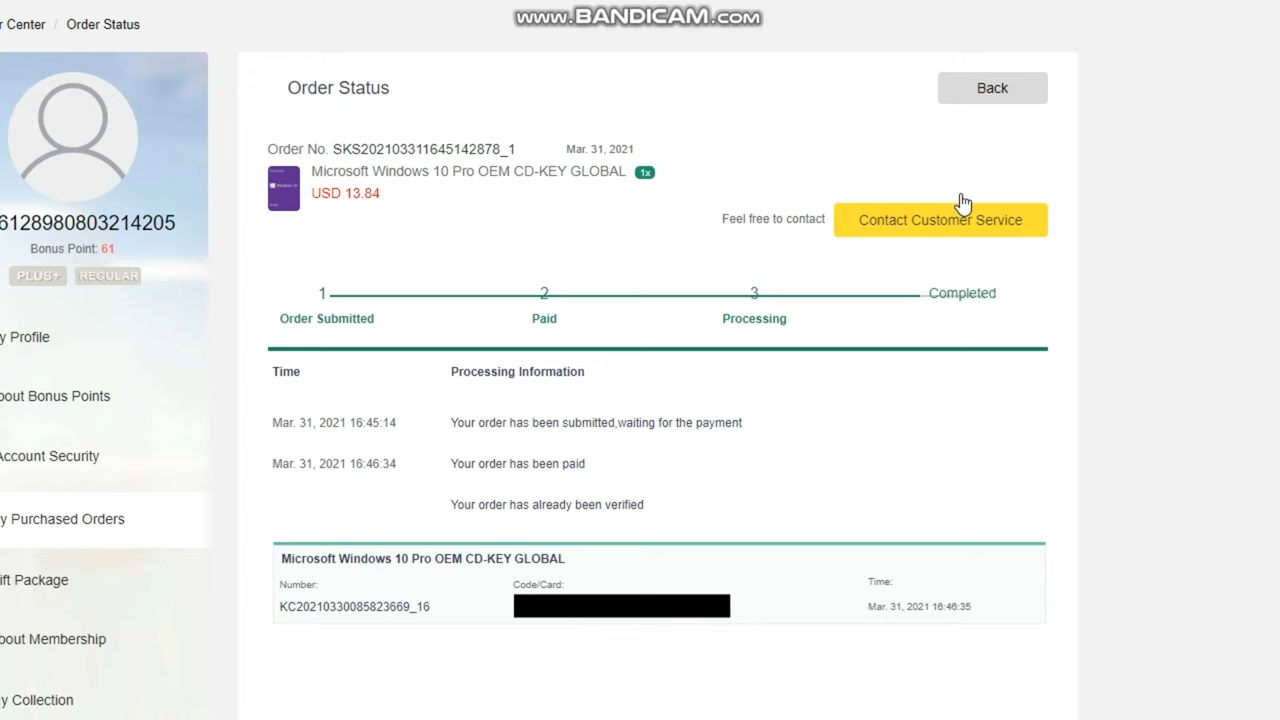 www.BANDICAM.com
r Center / Order Status
Order Status
Back
Order No. SKS202103311645142878_1 Mar. 31, 2021
Microsoft Windows 10 Pro OEM CD-KEY GLOBAL 1x
USD 13.84
Feel free to contact Contact Customer Service
6128980803214205
Bonus Point: 61
PLUS+ REGULAR
y Profile
bout Bonus Points
Account Security
y Purchased Orders
ift Package
bout Membership
y Collection
1 2 3 Completed
Order Submitted Paid Processing
Time Processing Information
Mar. 31, 2021 16:45:14 Your order has been submitted,waiting for the payment
Mar. 31, 2021 16:46:34 Your order has been paid
Your order has already been verified
Microsoft Windows 10 Pro OEM CD-KEY GLOBAL
Number: Code/Card: Time:
KC20210330085823669_16 Mar. 31, 2021 16:46:35